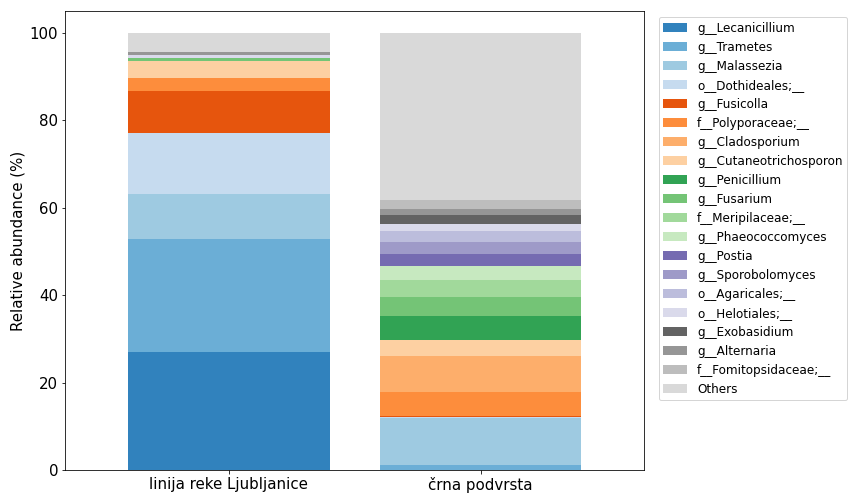 100
80
60
40
20
0
Relative abundance (%)
linija reke Ljubljanice
črna podvrsta
g__Lecanicillium
g__Trametes
g__Malassezia
o__Dothideales;__
g__Fusicolla
f__Polyporaceae;__
g__Cladosporium
g__Cutaneotrichosporon
g__Penicillium
g__Fusarium
f__Meripilaceae;__
g__Phaeococcomyces
g__Postia
g__Sporobolomyces
o__Agaricales;__
o__Helotiales;__
g__Exobasidium
g__Alternaria
f__Fomitopsidaceae;__
Others